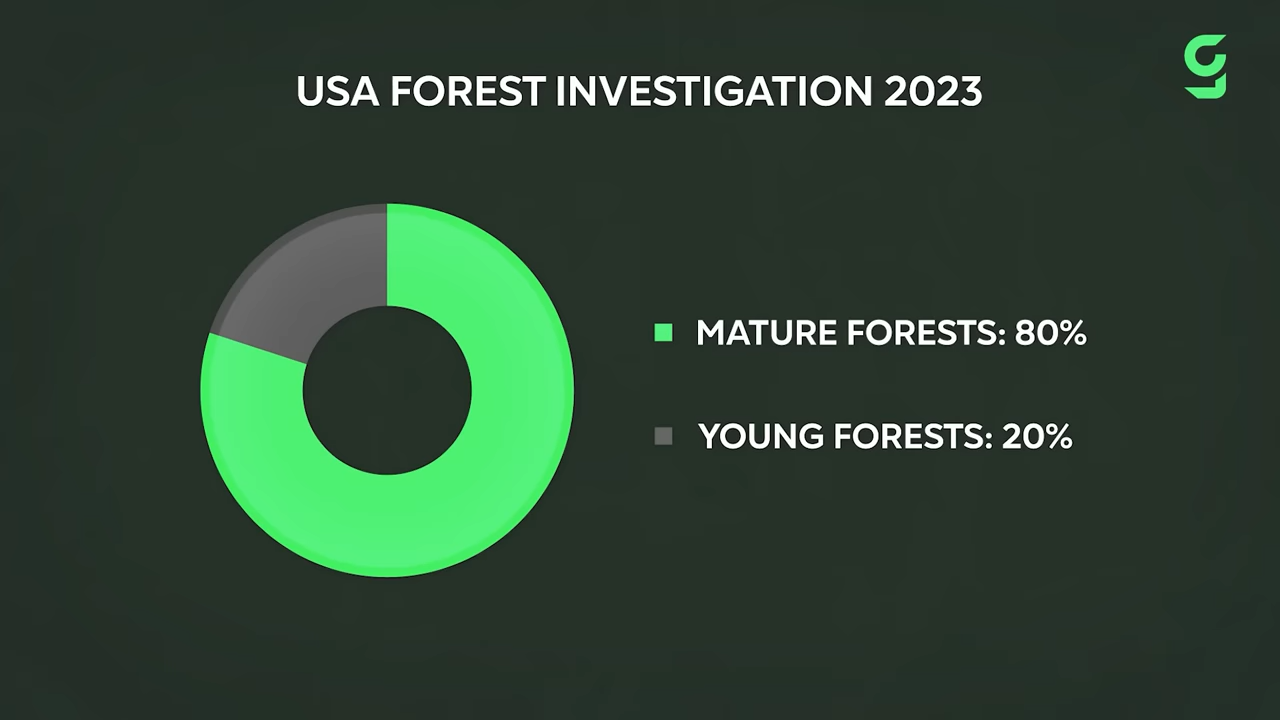 USA FOREST INVESTIGATION 2023
MATURE FORESTS: 80%
YOUNG FORESTS: 20%